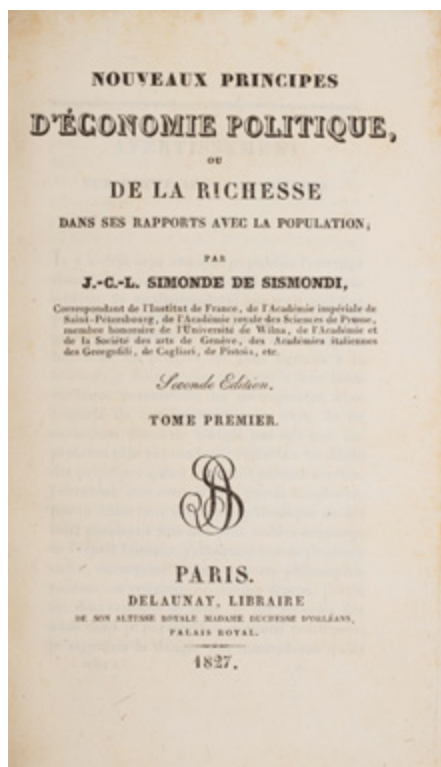 NOUVEAUX PRINCIPES
D'ÉCONOMIE POLITIQUE,
OU
DE LA RICHESSE
DANS SES RAPPORTS AVEC LA POPULATION;
PAR
J.-C.-L. SIMONDE DE SISMONDI,
Correspondant de l'Institut de France, de l'Académie impériale de
Saint-Pétersbourg, de l'Académie royale des Sciences de Prusse,
membre honoraire de l'Université de Wilna, de l'Académie et
de la Société des arts de Genève, des Académies italiennes
des Georgofili, de Cagliari, de Pistoia, etc.
Seconde Edition.
TOME PREMIER.
PARIS.
DELAUNAY, LIBRAIRE
DE SON ALTESSE ROYALE MADAME DUCHESSE D'ORLÉANS,
PALAIS ROYAL.
1827.